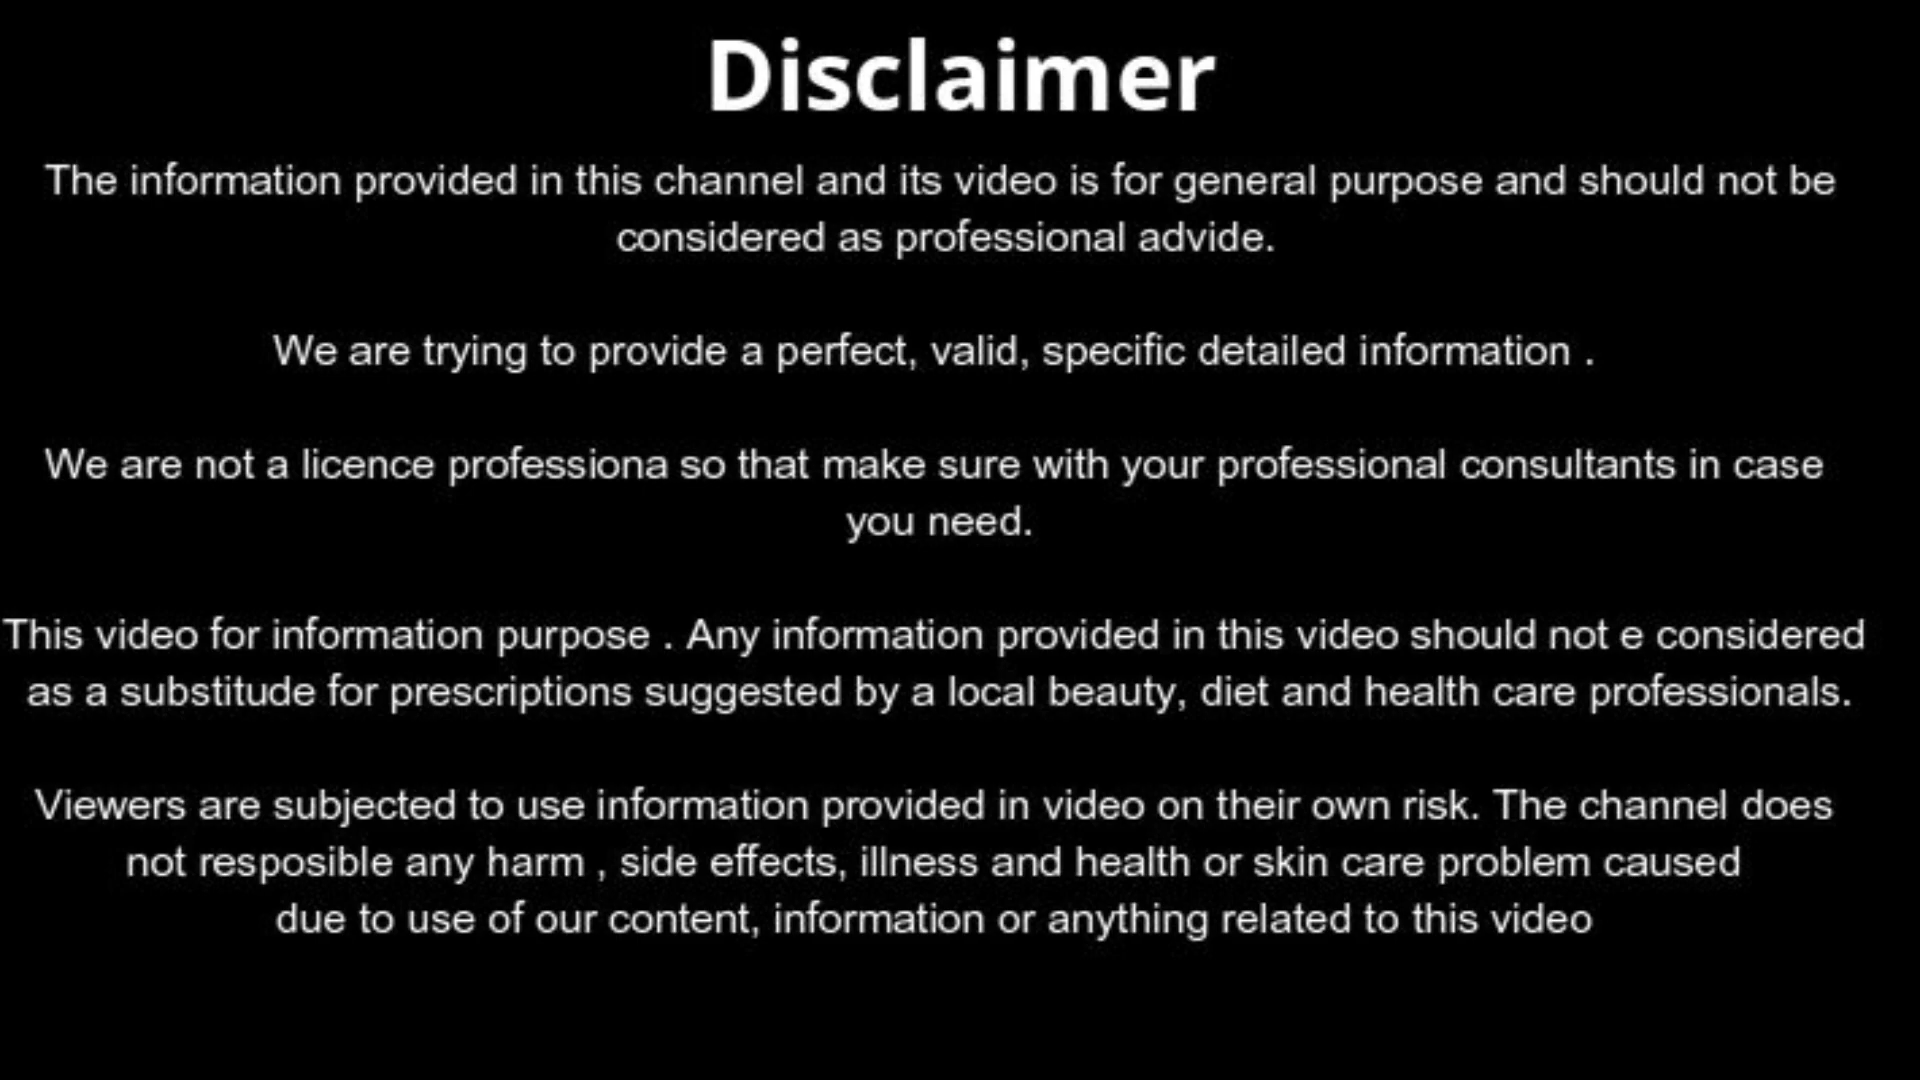 Disclaimer
The information provided in this channel and its video is for general purpose and should not be
considered as professional advide.
We are trying to provide a perfect, valid, specific detailed information .
We are not a licence professiona so that make sure with your professional consultants in case
you need.
This video for information purpose . Any information provided in this video should not e considered
as a substitude for prescriptions suggested by a local beauty, diet and health care professionals.
Viewers are subjected to use information provided in video on their own risk. The channel does
not resposible any harm , side effects, illness and health or skin care problem caused
due to use of our content, information or anything related to this video